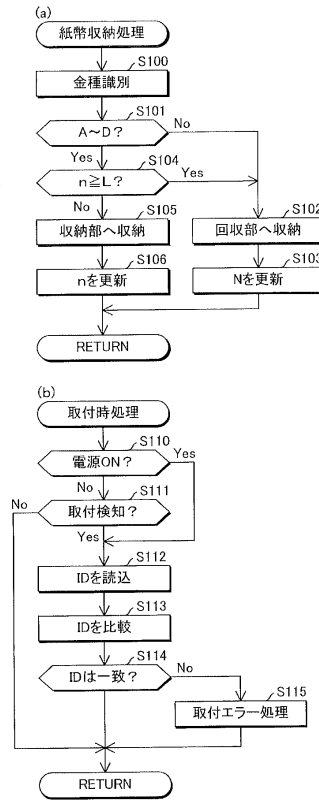 (a)
紙幣収納処理
S100
金種識別
S101
A～D？
No
Yes
S104
n≧L？
Yes
No
S105
収納部へ収納
S102
回収部へ収納
S106
nを更新
S103
Nを更新
RETURN
(b)
取付時処理
S110
電源ON？
Yes
No
S111
No
取付検知？
Yes
S112
IDを読込
S113
IDを比較
S114
IDは一致？
No
S115
取付エラー処理
RETURN